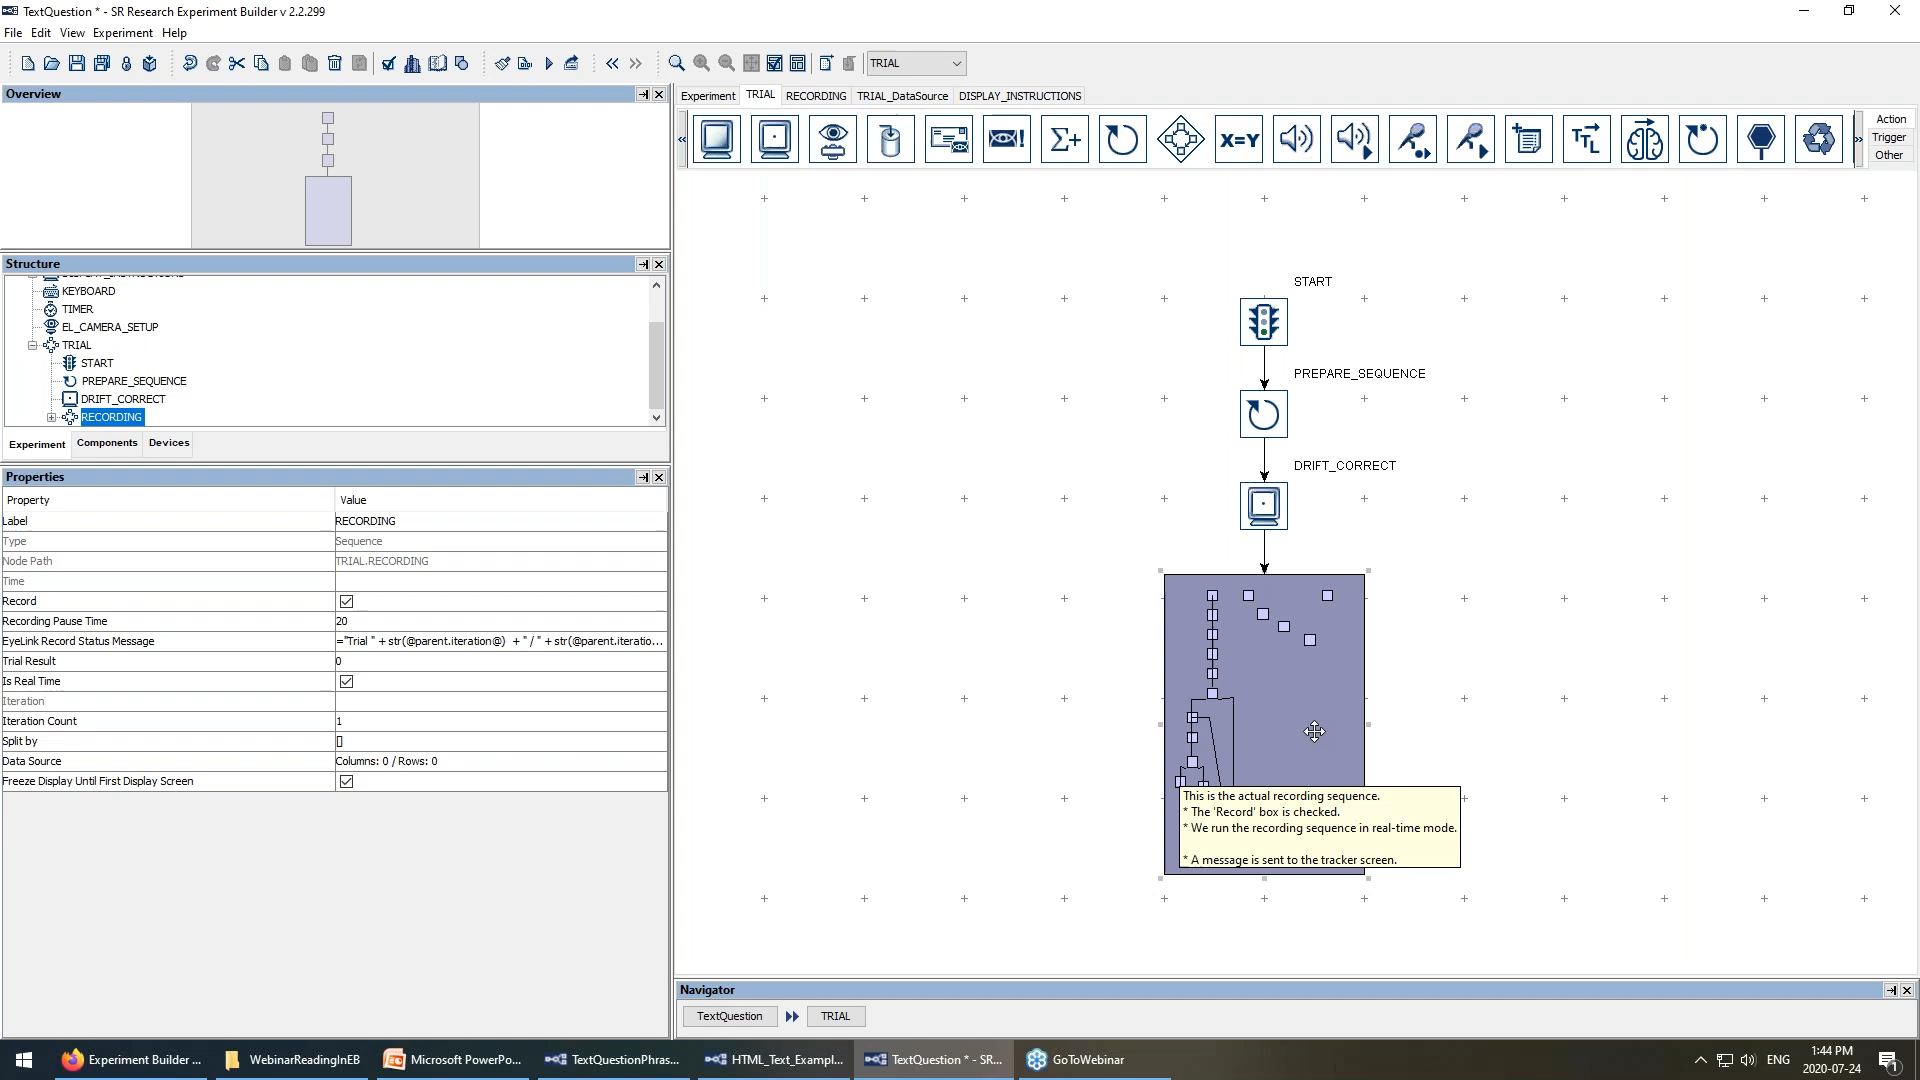 TextQuestion * - SR Research Experiment Builder v 2.2.299
File Edit View Experiment Help
TRIAL
Overview
Structure
KEYBOARD
TIMER
EL_CAMERA_SETUP
TRIAL
START
PREPARE_SEQUENCE
DRIFT_CORRECT
RECORDING
Experiment Components Devices
Properties
Property Value
Label RECORDING
Type Sequence
Node Path TRIAL.RECORDING
Time
Record
Recording Pause Time 20
EyeLink Record Status Message ="Trial " + str(@parent.iteration@) + " / " + str(@parent.iteratio...
Trial Result 0
Is Real Time
Iteration
Iteration Count 1
Split by []
Data Source Columns: 0 / Rows: 0
Freeze Display Until First Display Screen
Experiment TRIAL RECORDING TRIAL_DataSource DISPLAY_INSTRUCTIONS
Σ+ X=Y TTL
Action
Trigger
Other
START
PREPARE_SEQUENCE
DRIFT_CORRECT
This is the actual recording sequence.
* The 'Record' box is checked.
* We run the recording sequence in real-time mode.
* A message is sent to the tracker screen.
Navigator
TextQuestion TRIAL
Experiment Builder ... WebinarReadingInEB Microsoft PowerPo... TextQuestionPhras... HTML_Text_Exampl... TextQuestion * - SR... GoToWebinar
ENG
1:44 PM
2020-07-24
1